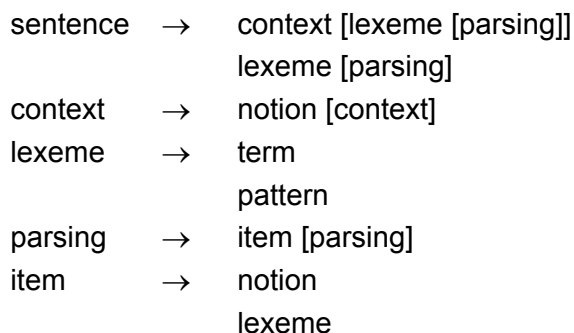 sentence → context [lexeme [parsing]]
lexeme [parsing]
context → notion [context]
lexeme → term
pattern
parsing → item [parsing]
item → notion
lexeme